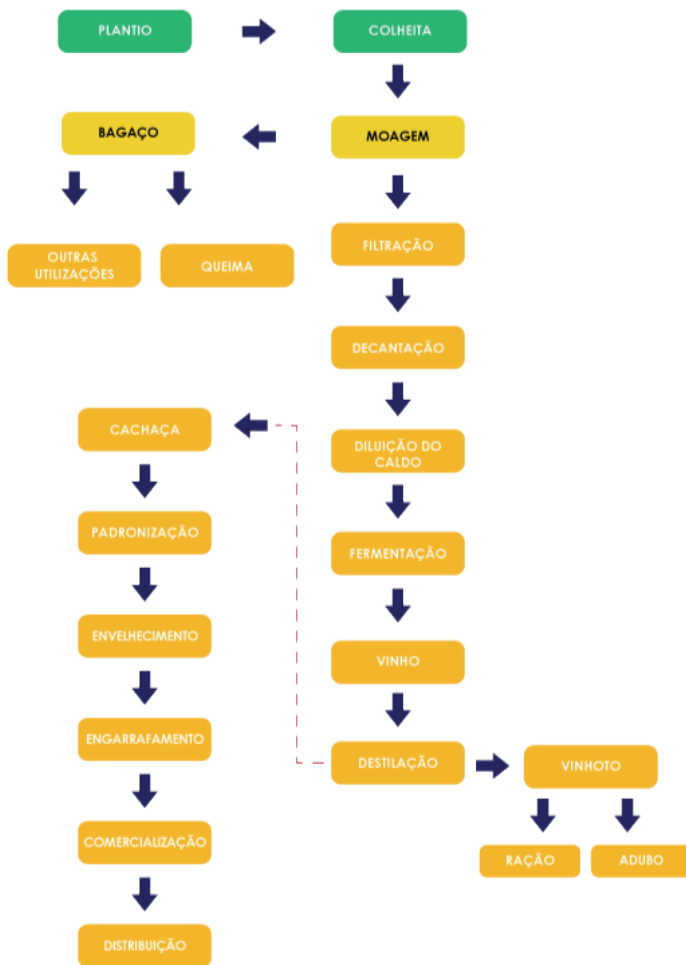 PLANTIO
COLHEITA
BAGAÇO
MOAGEM
OUTRAS
UTILIZAÇÕES
QUEIMA
FILTRAÇÃO
DECANTAÇÃO
CACHAÇA
DILUIÇÃO DO
CALDO
PADRONIZAÇÃO
FERMENTAÇÃO
ENVELHECIMENTO
VINHO
ENGARRAFAMENTO
DESTILAÇÃO
VINHOTO
COMERCIALIZAÇÃO
RAÇÃO
ADUBO
DISTRIBUIÇÃO